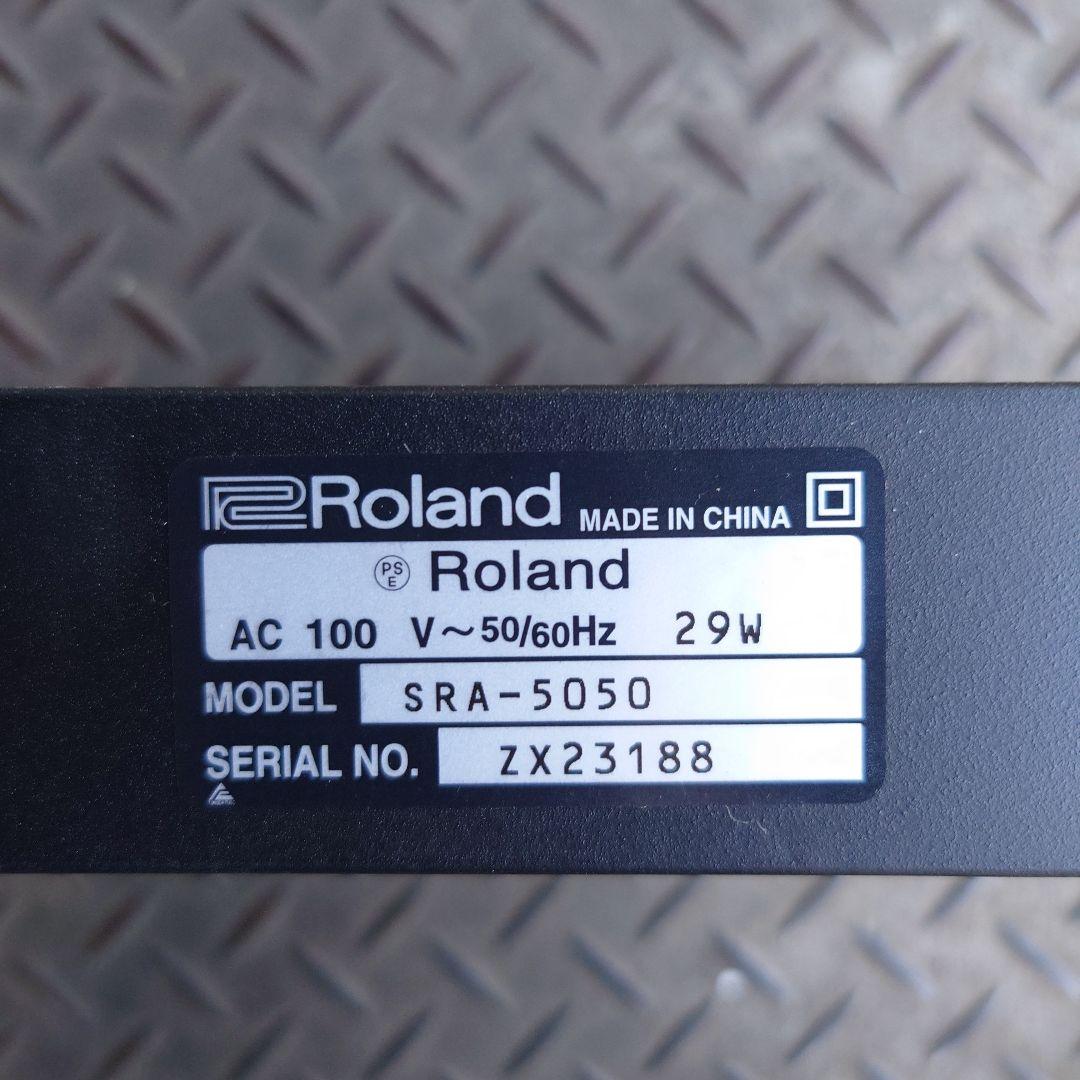 Roland MADE IN CHINA
PS E Roland
AC 100 V~50/60Hz 29W
MODEL SRA-5050
SERIAL NO. ZX23188